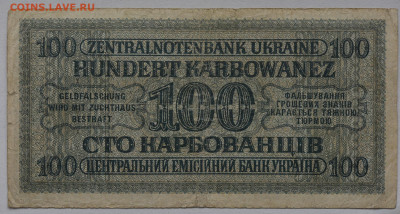 COINS.LAVE.RU
100 ZENTRALNOTENBANK UKRAINE 100
HUNDERT KARBOWANEZ
GELDFÄLSCHUNG
WIRD MIT ZUCHTHAUS
BESTRAFT
100
ФАЛЬШУВАННЯ
ГРОШЕВИХ ЗНАКІВ
КАРАЄТЬСЯ ТЯЖНОЮ
ТЮРМОЮ
СТО КАРБОВАНЦІВ
100 ЦЕНТРАЛЬНИЙ ЕМІСІЙНИЙ БАНК УКРАЇНА 100